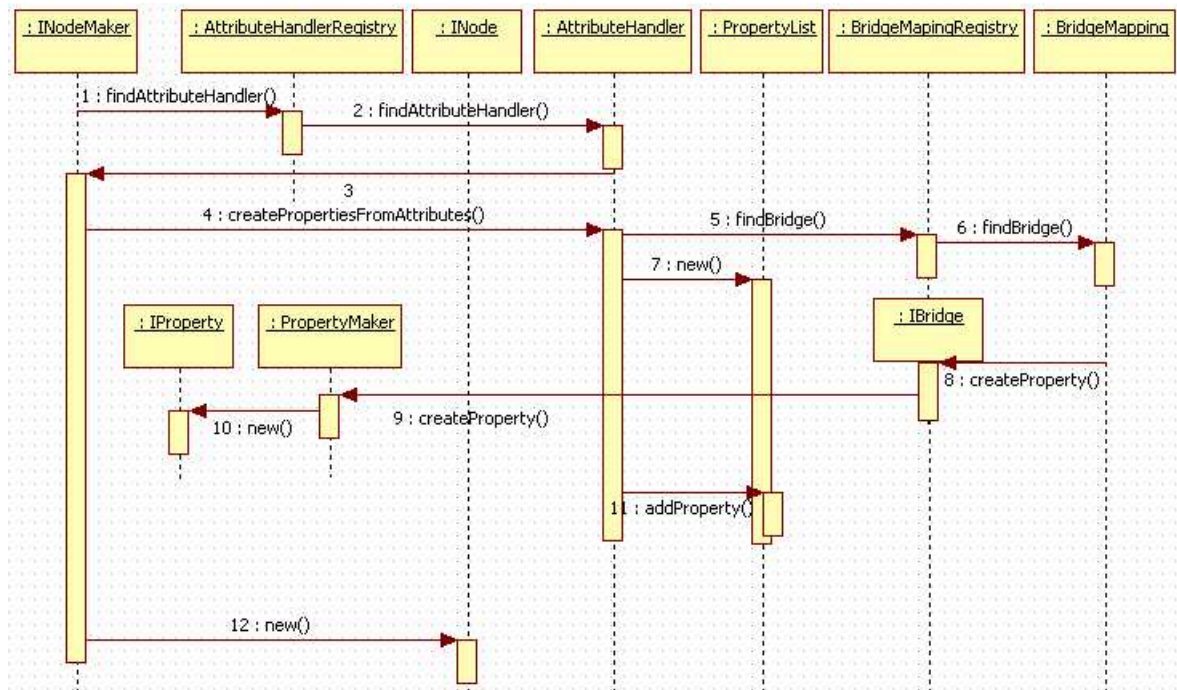 : INodeMaker
: AttributeHandlerRegistry
: INode
: AttributeHandler
: PropertyList
: BridgeMapingRegistry
: BridgeMapping
1 : findAttributeHandler()
2 : findAttributeHandler()
3
4 : createPropertiesFromAttributes()
5 : findBridge()
6 : findBridge()
7 : new()
: IProperty
: PropertyMaker
: IBridge
8 : createProperty()
9 : createProperty()
10 : new()
11 : addProperty()
12 : new()